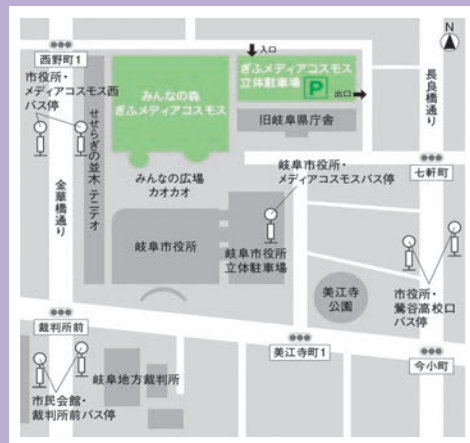 N
入口
西野町1
市役所・
メディアコスモス西
バス停
みんなの森
ぎふメディアコスモス
ぎふメディアコスモス
立体駐車場
P
出口
長良橋通り
旧岐阜県庁舎
せせらぎの並木 テニテオ
みんなの広場
カオカオ
岐阜市役所・
メディアコスモスバス停
七軒町
金華橋通り
岐阜市役所
岐阜市役所
立体駐車場
美江寺
公園
市役所・
鶯谷高校口
バス停
裁判所前
美江寺町1
今小町
岐阜地方裁判所
市民会館・
裁判所前バス停